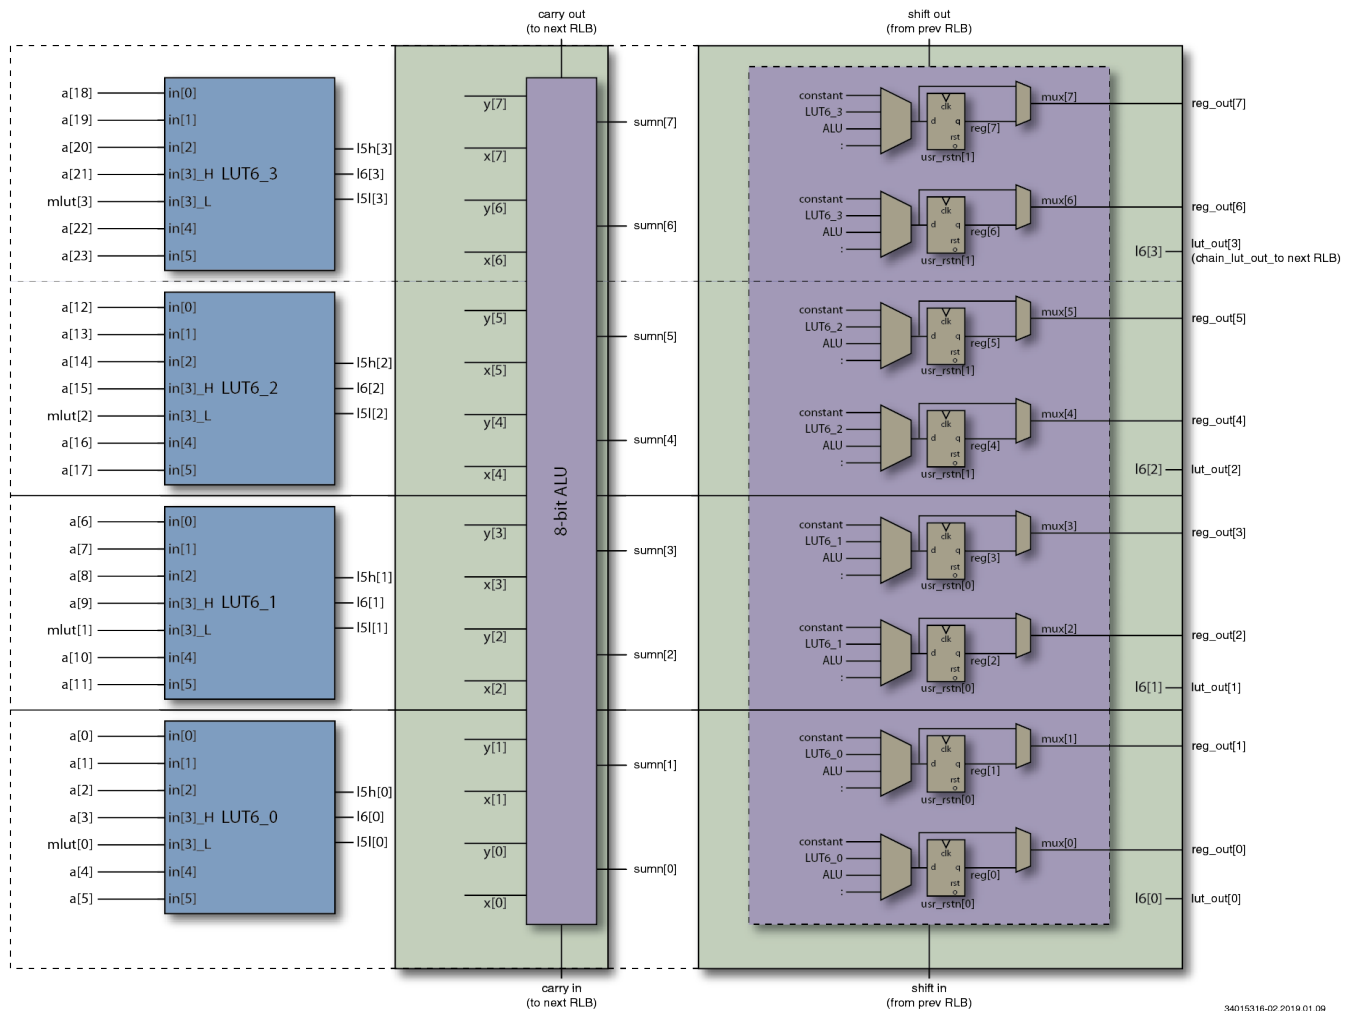 carry out
(to next RLB)
shift out
(from prev RLB)
a[18]
a[19]
a[20]
a[21]
mlut[3]
a[22]
a[23]
in[0]
in[1]
in[2]
in[3]_H LUT6_3
in[3]_L
in[4]
in[5]
l5h[3]
l6[3]
l5l[3]
a[12]
a[13]
a[14]
a[15]
mlut[2]
a[16]
a[17]
in[0]
in[1]
in[2]
in[3]_H LUT6_2
in[3]_L
in[4]
in[5]
l5h[2]
l6[2]
l5l[2]
a[6]
a[7]
a[8]
a[9]
mlut[1]
a[10]
a[11]
in[0]
in[1]
in[2]
in[3]_H LUT6_1
in[3]_L
in[4]
in[5]
l5h[1]
l6[1]
l5l[1]
a[0]
a[1]
a[2]
a[3]
mlut[0]
a[4]
a[5]
in[0]
in[1]
in[2]
in[3]_H LUT6_0
in[3]_L
in[4]
in[5]
l5h[0]
l6[0]
l5l[0]
y[7]
x[7]
y[6]
x[6]
y[5]
x[5]
y[4]
x[4]
y[3]
x[3]
y[2]
x[2]
y[1]
x[1]
y[0]
x[0]
8-bit ALU
sumn[7]
sumn[6]
sumn[5]
sumn[4]
sumn[3]
sumn[2]
sumn[1]
sumn[0]
constant
LUT6_3
ALU
:
clk
d q
rst
reg[7]
usr_rstn[1]
mux[7]
reg_out[7]
constant
LUT6_3
ALU
:
clk
d q
rst
reg[6]
usr_rstn[1]
mux[6]
reg_out[6]
l6[3]
lut_out[3]
(chain_lut_out_to next RLB)
constant
LUT6_2
ALU
:
clk
d q
rst
reg[5]
usr_rstn[1]
mux[5]
reg_out[5]
constant
LUT6_2
ALU
:
clk
d q
rst
reg[4]
usr_rstn[1]
mux[4]
reg_out[4]
l6[2]
lut_out[2]
constant
LUT6_1
ALU
:
clk
d q
rst
reg[3]
usr_rstn[0]
mux[3]
reg_out[3]
constant
LUT6_1
ALU
:
clk
d q
rst
reg[2]
usr_rstn[0]
mux[2]
reg_out[2]
l6[1]
lut_out[1]
constant
LUT6_0
ALU
:
clk
d q
rst
reg[1]
usr_rstn[0]
mux[1]
reg_out[1]
constant
LUT6_0
ALU
:
clk
d q
rst
reg[0]
usr_rstn[0]
mux[0]
reg_out[0]
l6[0]
lut_out[0]
carry in
(to next RLB)
shift in
(from prev RLB)
34015316-02.2019.01.09